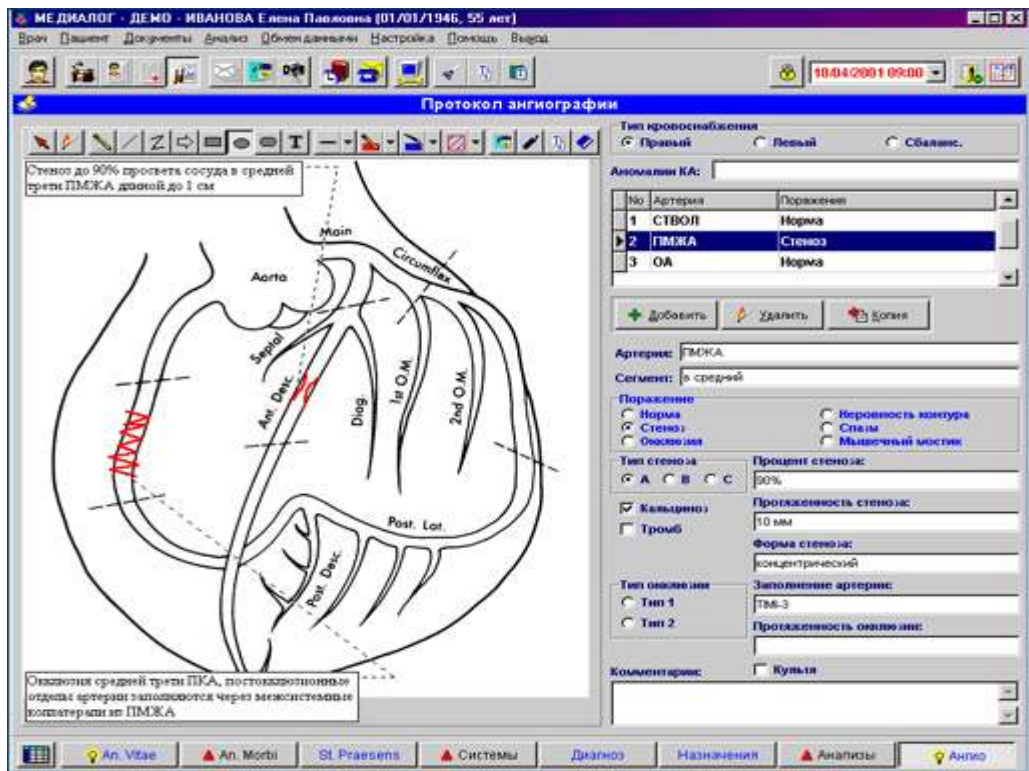 МЕДИАЛОГ - ДЕМО - ИВАНОВА Елена Павловна (01/01/1946, 55 лет)
Врач Пациент Документы Анализ Обмен данными Настройка Помощь Выход
18/04/2001 09:00
Протокол ангиографии
Стеноз до 90% просвета сосуда в средней
трети ПМЖА длиной до 1 см
Main
Circumflex
Aorta
Septal
Ant. Desc.
Diag.
1st O.M.
2nd O.M.
Post. Lat.
Post. Desc.
Окклюзия средней трети ПКА, постокклюзионные
отделы артерии заполняются через межсистемные
коллатерали из ПМЖА
Тип кровоснабжения
Правый Левый Сбаланс.
Аномалии КА:
No Артерия Поражения
1 СТВОЛ Норма
2 ПМЖА Стеноз
3 ОА Норма
Добавить Удалить Копия
Артерия: ПМЖА
Сегмент: в средний
Поражение
Норма Неровность контура
Стеноз Спазм
Окклюзия Мышечный мостик
Тип стеноза Процент стеноза:
A B C 90%
Кальциноз Протяженность стеноза:
Тромб 10 мм
Форма стеноза:
концентрический
Тип окклюзии Заполнение артерии:
Тип 1 TIMI-3
Тип 2 Протяженность окклюзии:
Комментарии: Культя
An. Vitae An. Morbi St. Praesens Системы Диагноз Назначения Анализы Ангио